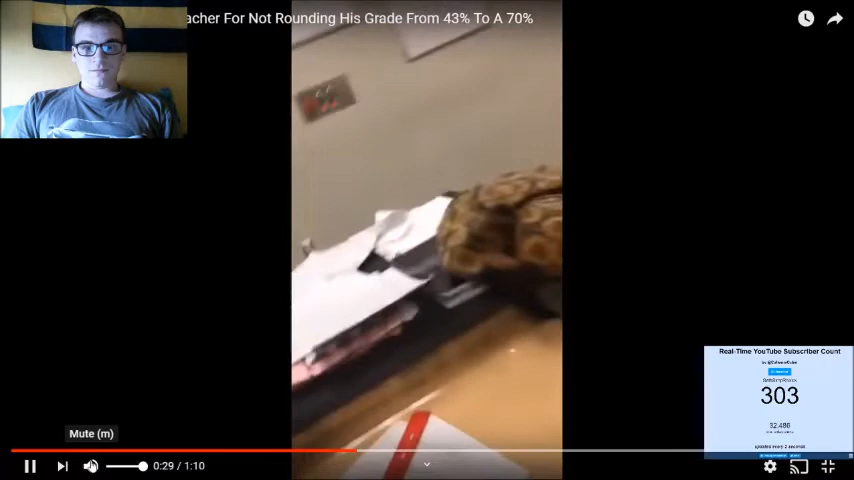 acher For Not Rounding His Grade From 43% To A 70%
Real-Time YouTube Subscriber Count
303
32,486
updated every 2 seconds
Mute (m)
0:29 / 1:10